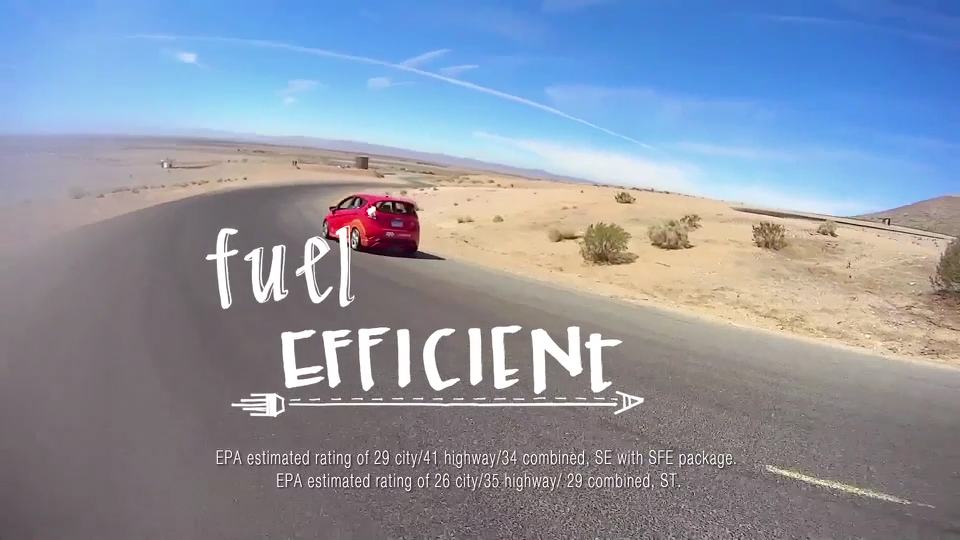 fuel
EFFICIENt
EPA estimated rating of 29 city/41 highway/34 combined, SE with SFE package.
EPA estimated rating of 26 city/35 highway/ 29 combined, ST.